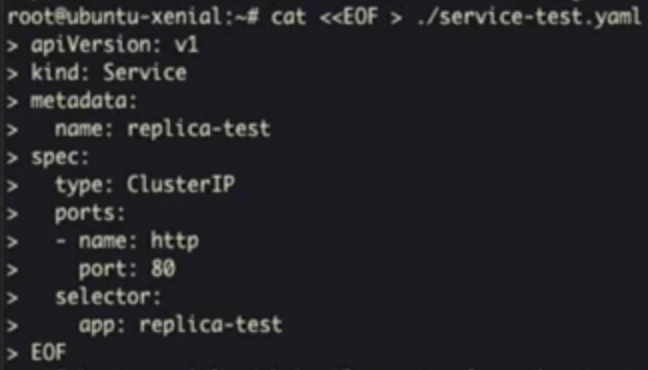 root@ubuntu-xenial:~# cat <<EOF > ./service-test.yaml
> apiVersion: v1
> kind: Service
> metadata:
>   name: replica-test
> spec:
>   type: ClusterIP
>   ports:
>   - name: http
>     port: 80
>   selector:
>     app: replica-test
> EOF